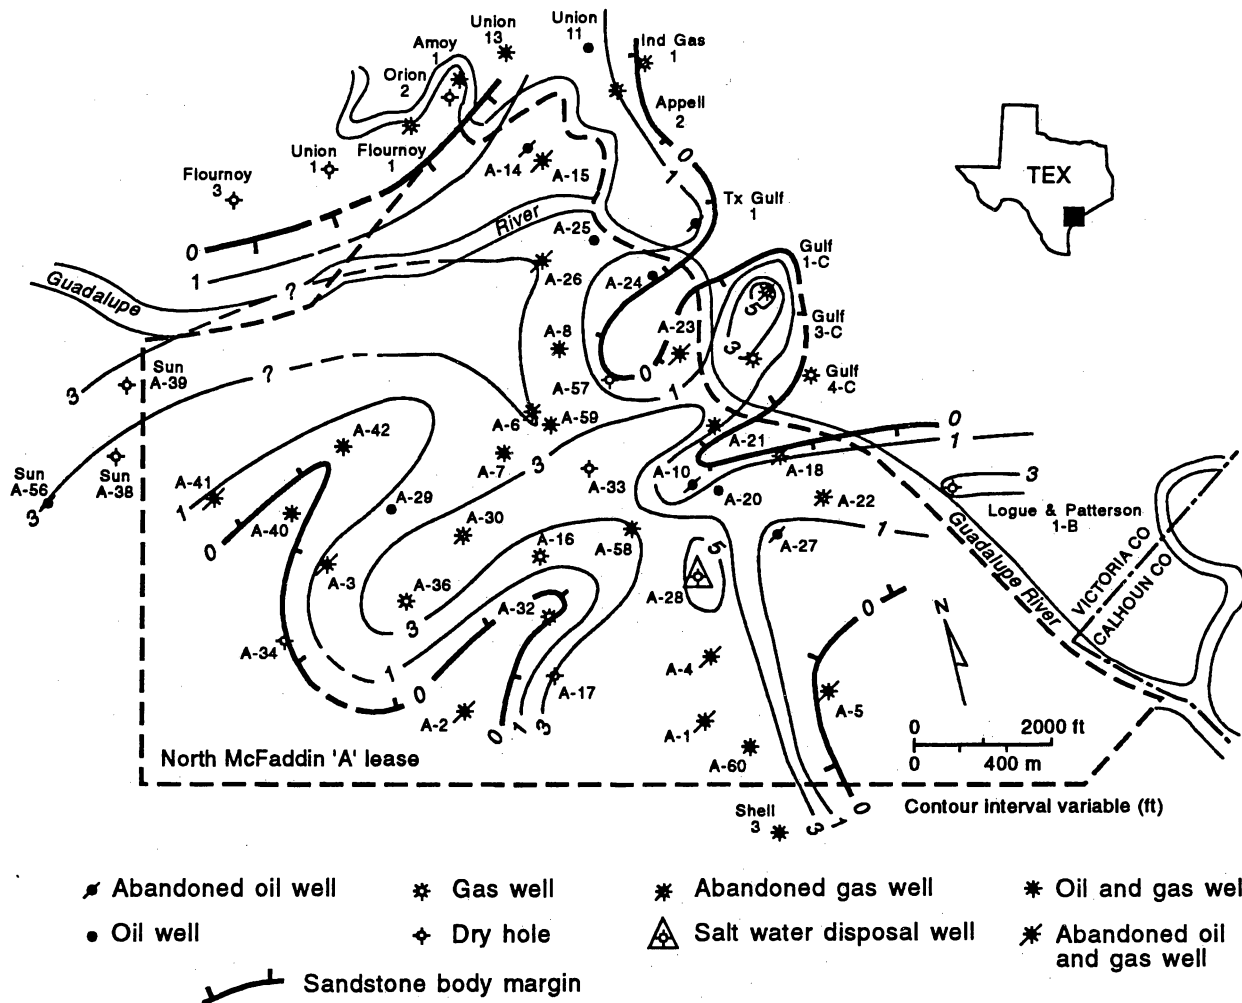 Union
11
Union
13
Amoy
1
Ind Gas
1
Orion
2
Appell
2
Union
1
Flournoy
1
Flournoy
3
A-14
A-15
0
1
TEX
Tx Gulf
1
River
A-25
0
1
Gulf
1-C
Guadalupe
?
A-26
A-24
5
Gulf
3-C
A-8
A-23
3
Sun
A-39
?
0
Gulf
4-C
3
A-57
1
A-6
A-59
0
A-42
A-21
1
A-7
3
A-10
A-18
Sun
A-56
Sun
A-38
A-41
A-33
3
A-29
A-20
A-22
3
1
A-40
A-30
Logue & Patterson
1-B
0
A-16
A-58
5
1
A-27
Guadalupe River
VICTORIA CO
CALHOUN CO
A-3
A-36
A-28
A-32
0
N
3
A-34
1
A-4
0
A-17
A-2
A-5
0
1
3
A-1
0
2000 ft
North McFaddin 'A' lease
A-60
0
400 m
Shell
3
3
1
0
Contour interval variable (ft)
Abandoned oil well
Gas well
Abandoned gas well
Oil and gas well
Oil well
Dry hole
Salt water disposal well
Abandoned oil
and gas well
Sandstone body margin